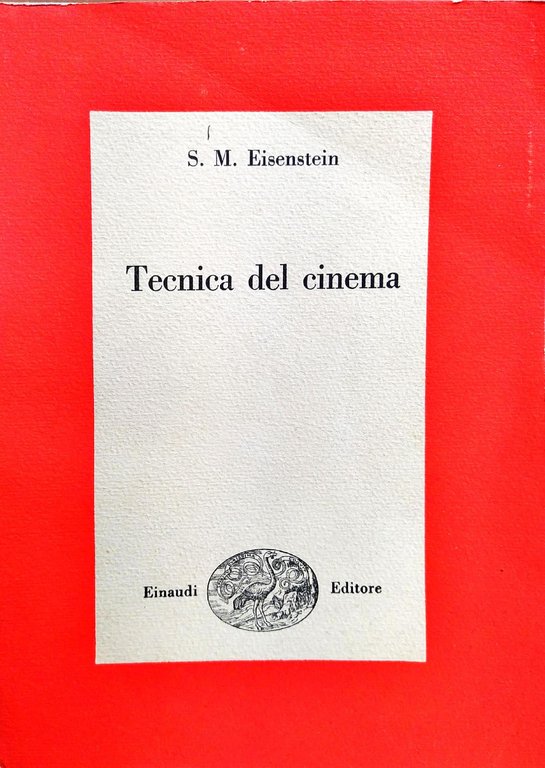 S. M. Eisenstein
Tecnica del cinema
Einaudi Editore